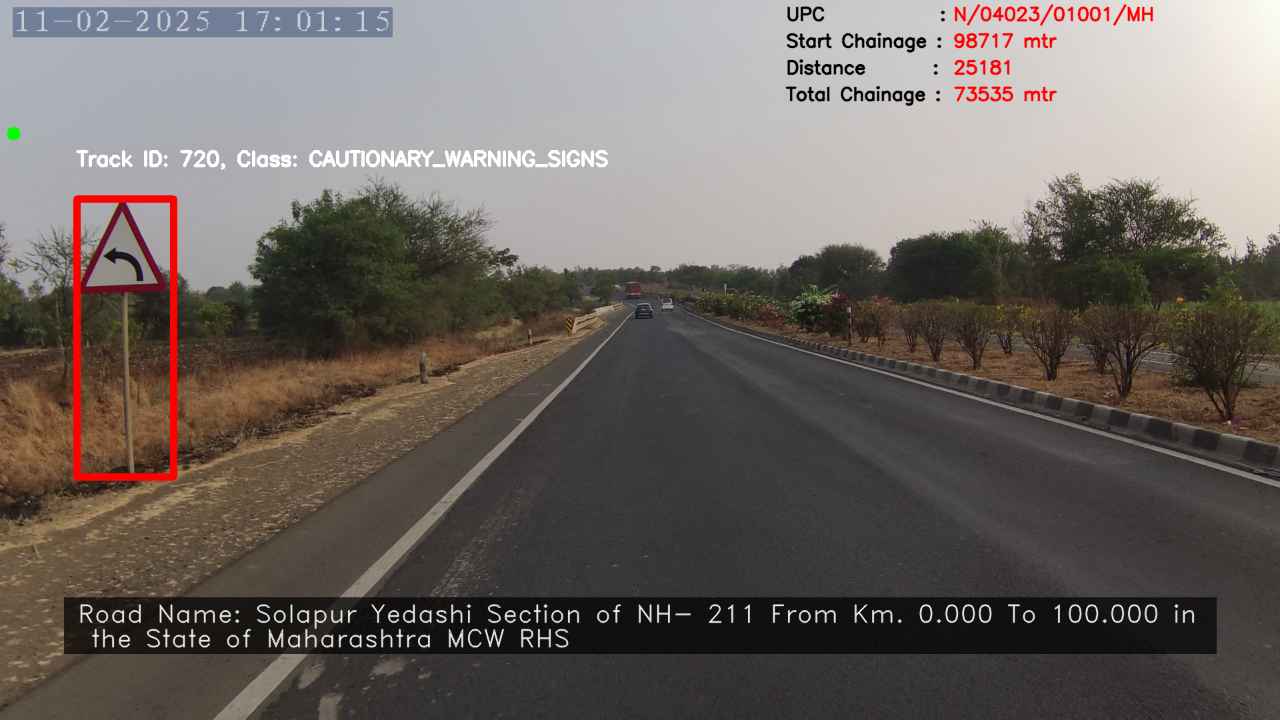 11-02-2025 17:01:15
UPC : N/04023/01001/MH
Start Chainage : 98717 mtr
Distance : 25181
Total Chainage : 73535 mtr
Track ID: 720, Class: CAUTIONARY_WARNING_SIGNS
Road Name: Solapur Yedashi Section of NH- 211 From Km. 0.000 To 100.000 in
the State of Maharashtra MCW RHS